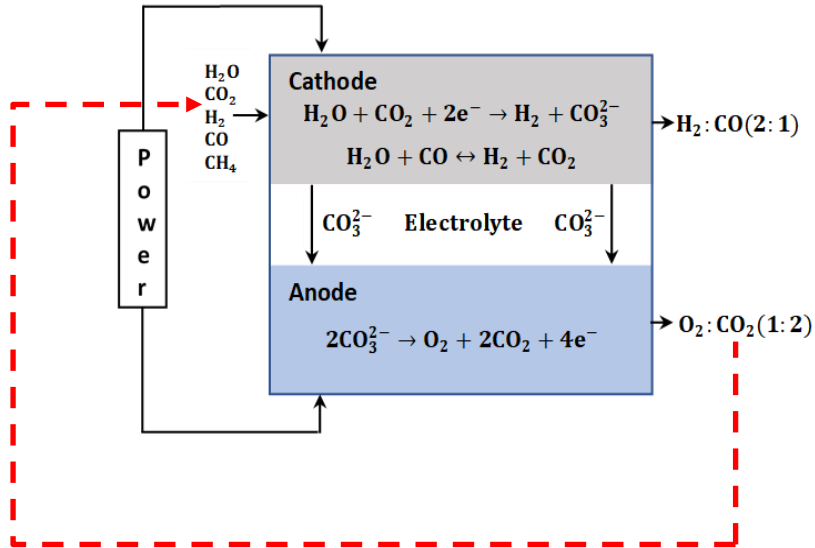 H₂O
CO₂
H₂
CO
CH₄
Power
Cathode
H₂O + CO₂ + 2e⁻ → H₂ + CO₃²⁻
H₂O + CO ↔ H₂ + CO₂
H₂: CO(2: 1)
CO₃²⁻ Electrolyte CO₃²⁻
Anode
2CO₃²⁻ → O₂ + 2CO₂ + 4e⁻
O₂: CO₂(1: 2)